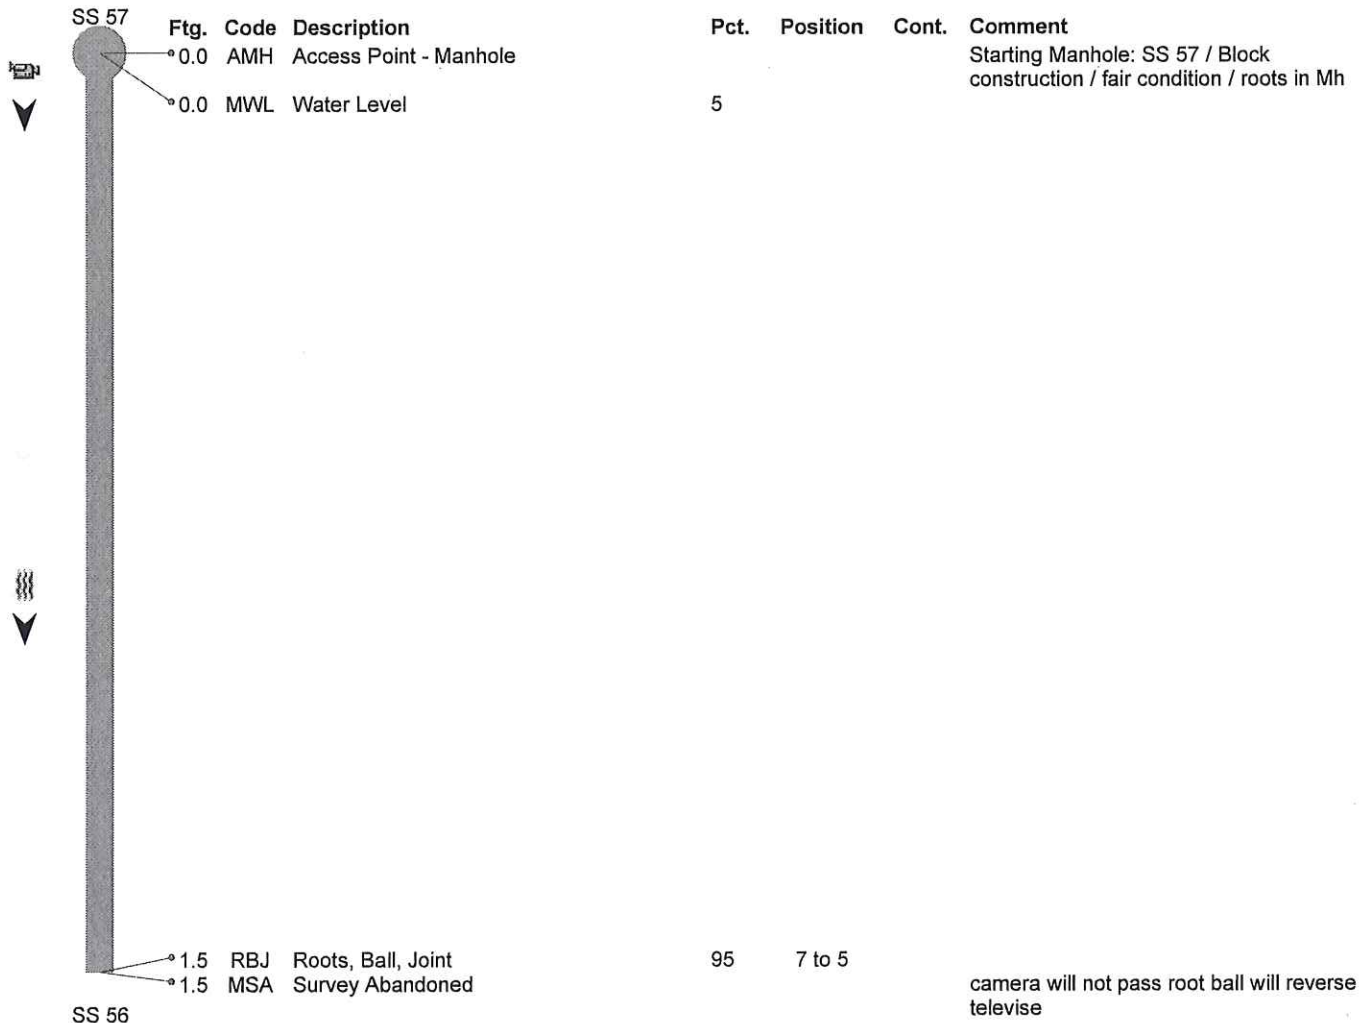 SS 57
Ftg. Code Description Pct. Position Cont. Comment
0.0 AMH Access Point - Manhole Starting Manhole: SS 57 / Block
construction / fair condition / roots in Mh
0.0 MWL Water Level 5
1.5 RBJ Roots, Ball, Joint 95 7 to 5
1.5 MSA Survey Abandoned camera will not pass root ball will reverse
televise
SS 56